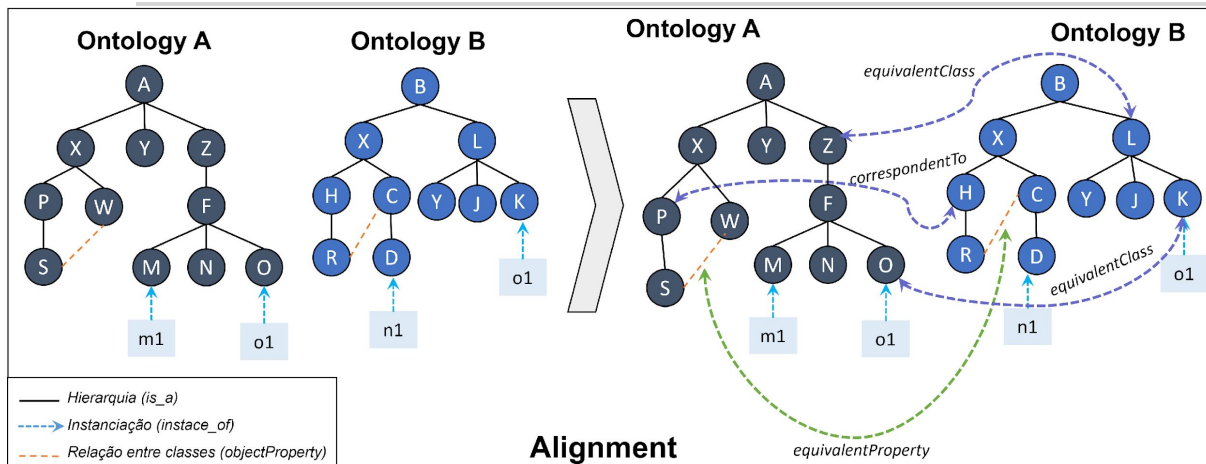 Ontology A
Ontology B
A
X
Y
Z
P
W
F
S
M
N
O
m1
o1
B
X
L
H
C
Y
J
K
R
D
o1
n1
Ontology A
Ontology B
A
X
Y
Z
P
W
F
S
M
N
O
m1
o1
equivalentClass
correspondentTo
B
X
L
H
C
Y
J
K
R
D
equivalentClass
o1
n1
equivalentProperty
Hierarquia (is_a)
Instanciação (instace_of)
Relação entre classes (objectProperty)
Alignment